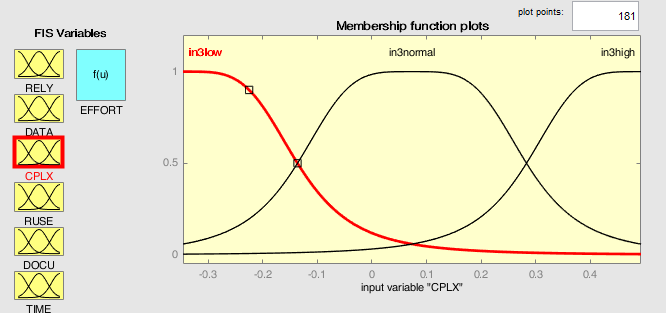 plot points:
181
FIS Variables
Membership function plots
RELY
f(u)
EFFORT
DATA
CPLX
RUSE
DOCU
TIME
in3low
in3normal
in3high
1
0.5
0
-0.3 -0.2 -0.1 0 0.1 0.2 0.3 0.4
input variable "CPLX"